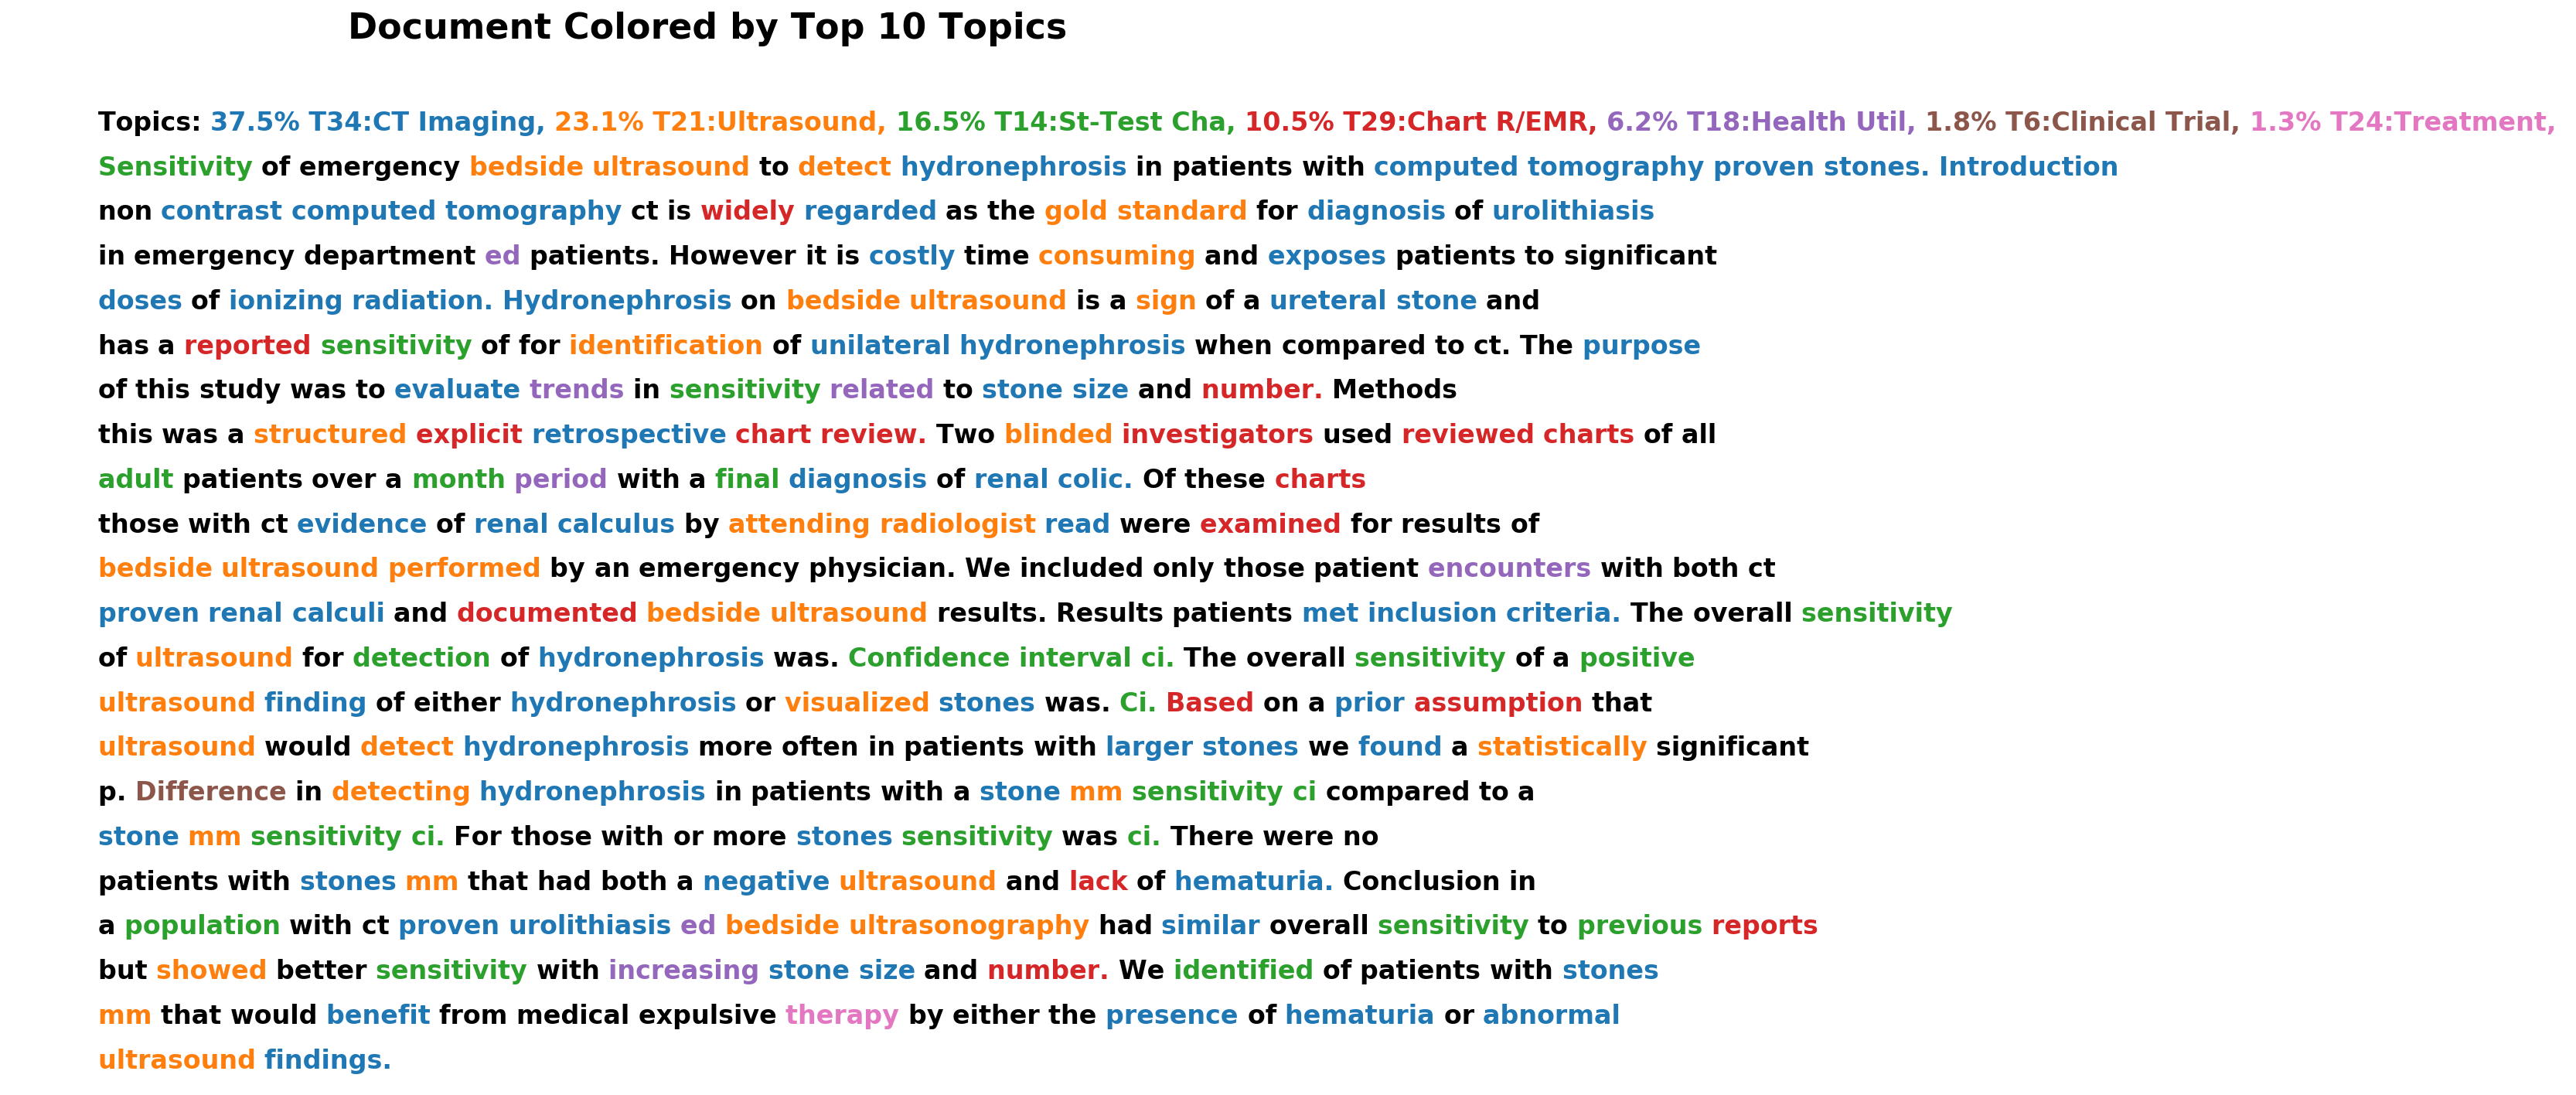 Document Colored by Top 10 Topics
Topics: 37.5% T34:CT Imaging, 23.1% T21:Ultrasound, 16.5% T14:St-Test Cha, 10.5% T29:Chart R/EMR, 6.2% T18:Health Util, 1.8% T6:Clinical Trial, 1.3% T24:Treatment,
Sensitivity of emergency bedside ultrasound to detect hydronephrosis in patients with computed tomography proven stones. Introduction
non contrast computed tomography ct is widely regarded as the gold standard for diagnosis of urolithiasis
in emergency department ed patients. However it is costly time consuming and exposes patients to significant
doses of ionizing radiation. Hydronephrosis on bedside ultrasound is a sign of a ureteral stone and
has a reported sensitivity of for identification of unilateral hydronephrosis when compared to ct. The purpose
of this study was to evaluate trends in sensitivity related to stone size and number. Methods
this was a structured explicit retrospective chart review. Two blinded investigators used reviewed charts of all
adult patients over a month period with a final diagnosis of renal colic. Of these charts
those with ct evidence of renal calculus by attending radiologist read were examined for results of
bedside ultrasound performed by an emergency physician. We included only those patient encounters with both ct
proven renal calculi and documented bedside ultrasound results. Results patients met inclusion criteria. The overall sensitivity
of ultrasound for detection of hydronephrosis was. Confidence interval ci. The overall sensitivity of a positive
ultrasound finding of either hydronephrosis or visualized stones was. Ci. Based on a prior assumption that
ultrasound would detect hydronephrosis more often in patients with larger stones we found a statistically significant
p. Difference in detecting hydronephrosis in patients with a stone mm sensitivity ci compared to a
stone mm sensitivity ci. For those with or more stones sensitivity was ci. There were no
patients with stones mm that had both a negative ultrasound and lack of hematuria. Conclusion in
a population with ct proven urolithiasis ed bedside ultrasonography had similar overall sensitivity to previous reports
but showed better sensitivity with increasing stone size and number. We identified of patients with stones
mm that would benefit from medical expulsive therapy by either the presence of hematuria or abnormal
ultrasound findings.